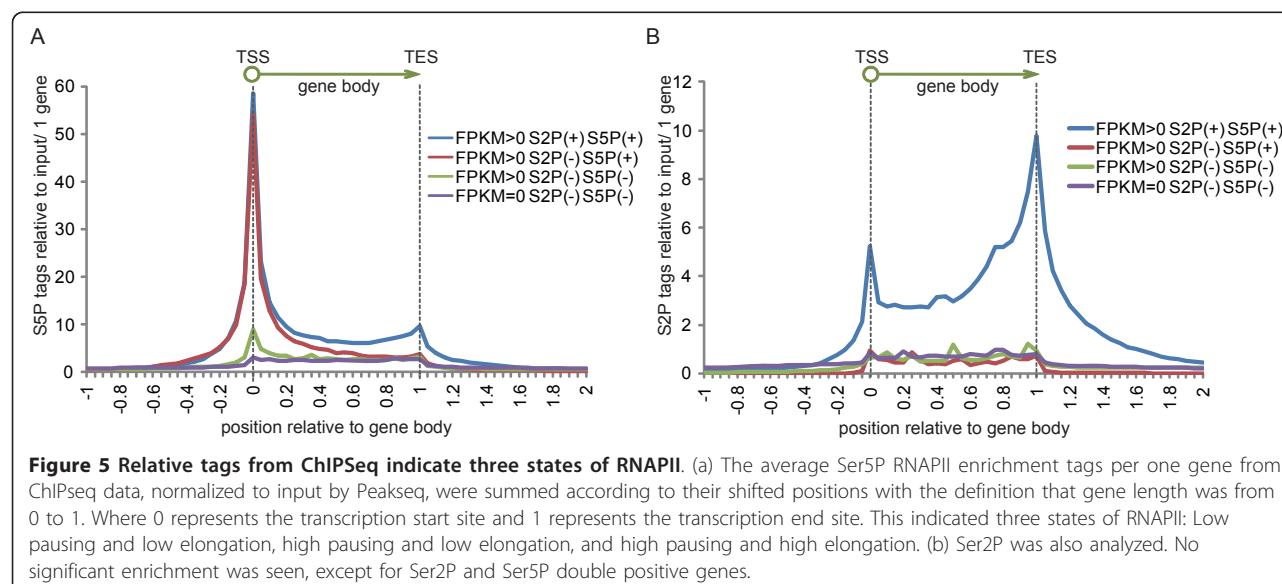 A
TSS
TES
gene body
60
50
40
30
20
10
0
S5P tags relative to input/ 1 gene
FPKM>0 S2P(+) S5P(+)
FPKM>0 S2P(-) S5P(+)
FPKM>0 S2P(-) S5P(-)
FPKM=0 S2P(-) S5P(-)
-1
-0.8
-0.6
-0.4
-0.2
0
0.2
0.4
0.6
0.8
1
1.2
1.4
1.6
1.8
2
position relative to gene body
B
TSS
TES
gene body
12
10
8
6
4
2
0
S2P tags relative to input/ 1 gene
FPKM>0 S2P(+) S5P(+)
FPKM>0 S2P(-) S5P(+)
FPKM>0 S2P(-) S5P(-)
FPKM=0 S2P(-) S5P(-)
-1
-0.8
-0.6
-0.4
-0.2
0
0.2
0.4
0.6
0.8
1
1.2
1.4
1.6
1.8
2
position relative to gene body
Figure 5 Relative tags from ChIPSeq indicate three states of RNAPII. (a) The average Ser5P RNAPII enrichment tags per one gene from
ChIPseq data, normalized to input by Peakseq, were summed according to their shifted positions with the definition that gene length was from
0 to 1. Where 0 represents the transcription start site and 1 represents the transcription end site. This indicated three states of RNAPII: Low
pausing and low elongation, high pausing and low elongation, and high pausing and high elongation. (b) Ser2P was also analyzed. No
significant enrichment was seen, except for Ser2P and Ser5P double positive genes.